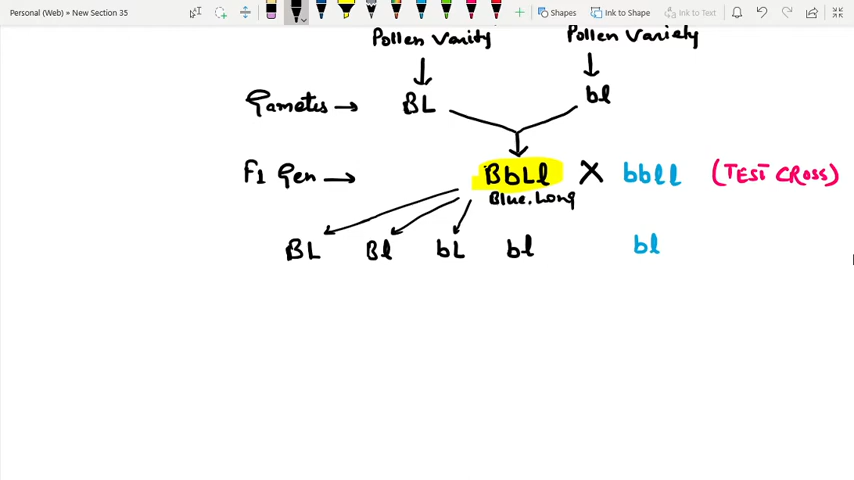 Personal (Web) » New Section 35
Shapes
Ink to Shape
Ink to Text
Pollen Varity
Pollen Variety
Gametes →
BL
bl
F1 Gen →
BbLl X bbll (TEST CROSS)
Blue, Long
BL Bl bL bl
bl